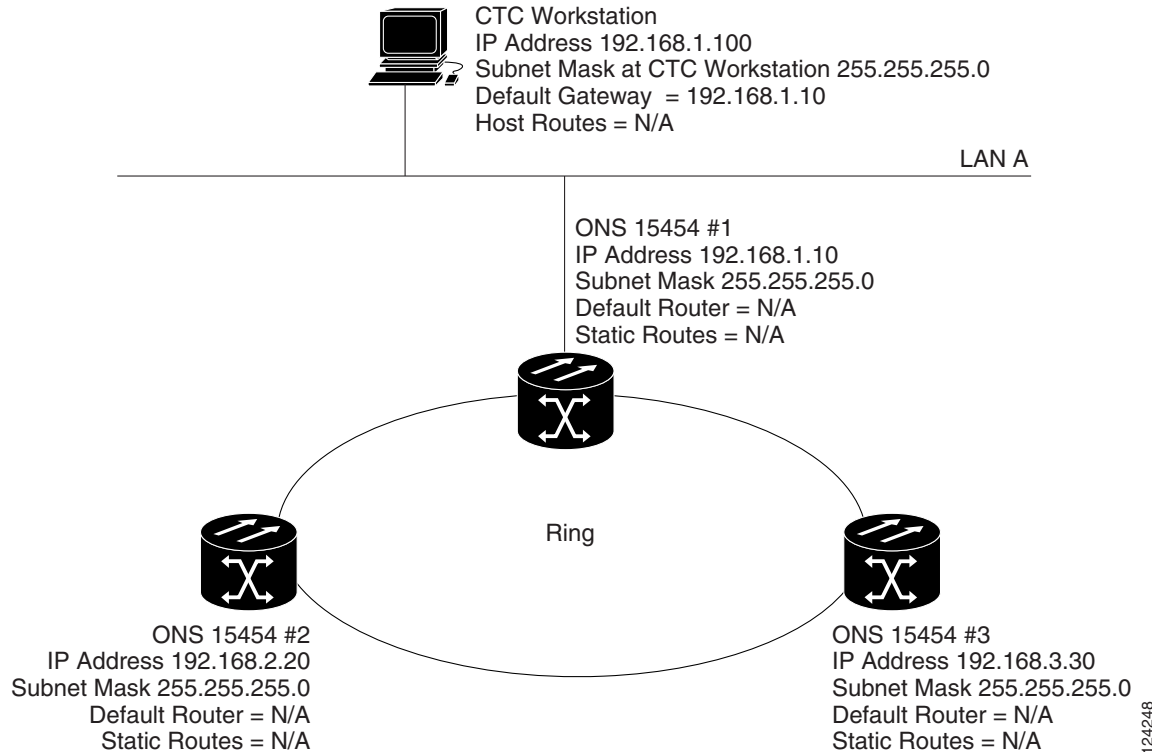 CTC Workstation
IP Address 192.168.1.100
Subnet Mask at CTC Workstation 255.255.255.0
Default Gateway = 192.168.1.10
Host Routes = N/A
LAN A
ONS 15454 #1
IP Address 192.168.1.10
Subnet Mask 255.255.255.0
Default Router = N/A
Static Routes = N/A
Ring
ONS 15454 #2
IP Address 192.168.2.20
Subnet Mask 255.255.255.0
Default Router = N/A
Static Routes = N/A
ONS 15454 #3
IP Address 192.168.3.30
Subnet Mask 255.255.255.0
Default Router = N/A
Static Routes = N/A
124248